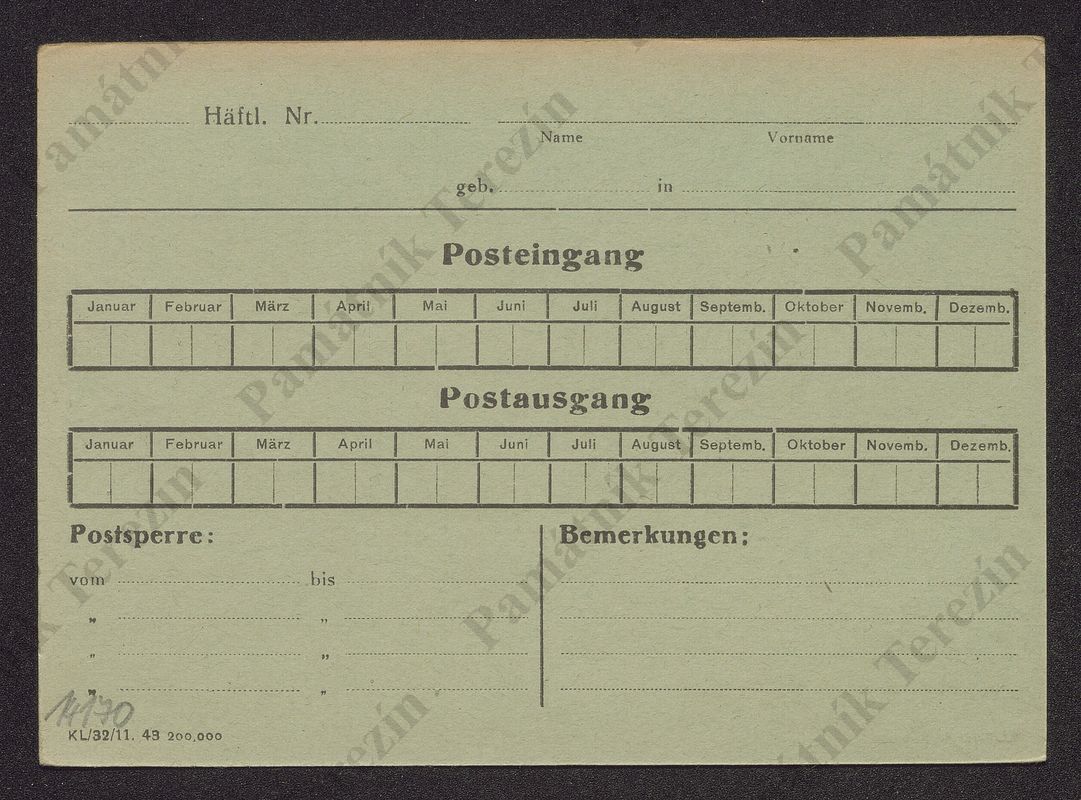 Häftl. Nr.
Name Vorname
geb. in
Posteingang
Januar Februar März April Mai Juni Juli August Septemb. Oktober Novemb. Dezemb.
Postausgang
Januar Februar März April Mai Juni Juli August Septemb. Oktober Novemb. Dezemb.
Postsperre: Bemerkungen:
vom bis
„ „
„ „
„ „
14170
KL/32/11. 43 200,000
Památník Terezín